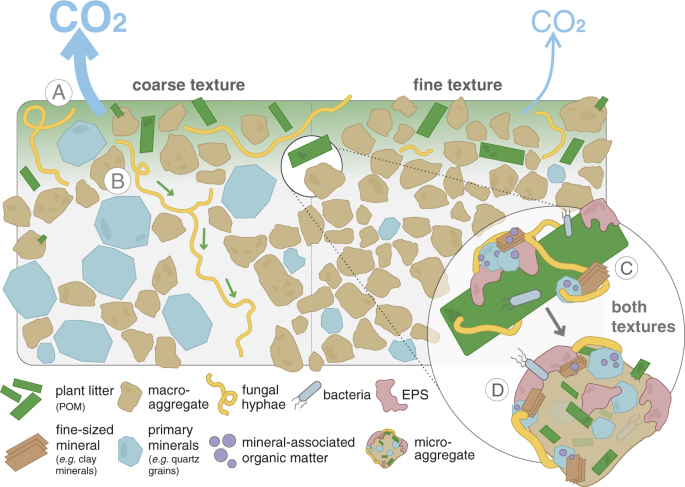 CO₂
CO₂
coarse texture
fine texture
A
B
C
both
textures
D
plant litter
(POM)
macro-
aggregate
fungal
hyphae
bacteria
EPS
fine-sized
mineral
(e.g. clay
minerals)
primary
minerals
(e.g. quartz
grains)
mineral-associated
organic matter
micro-
aggregate